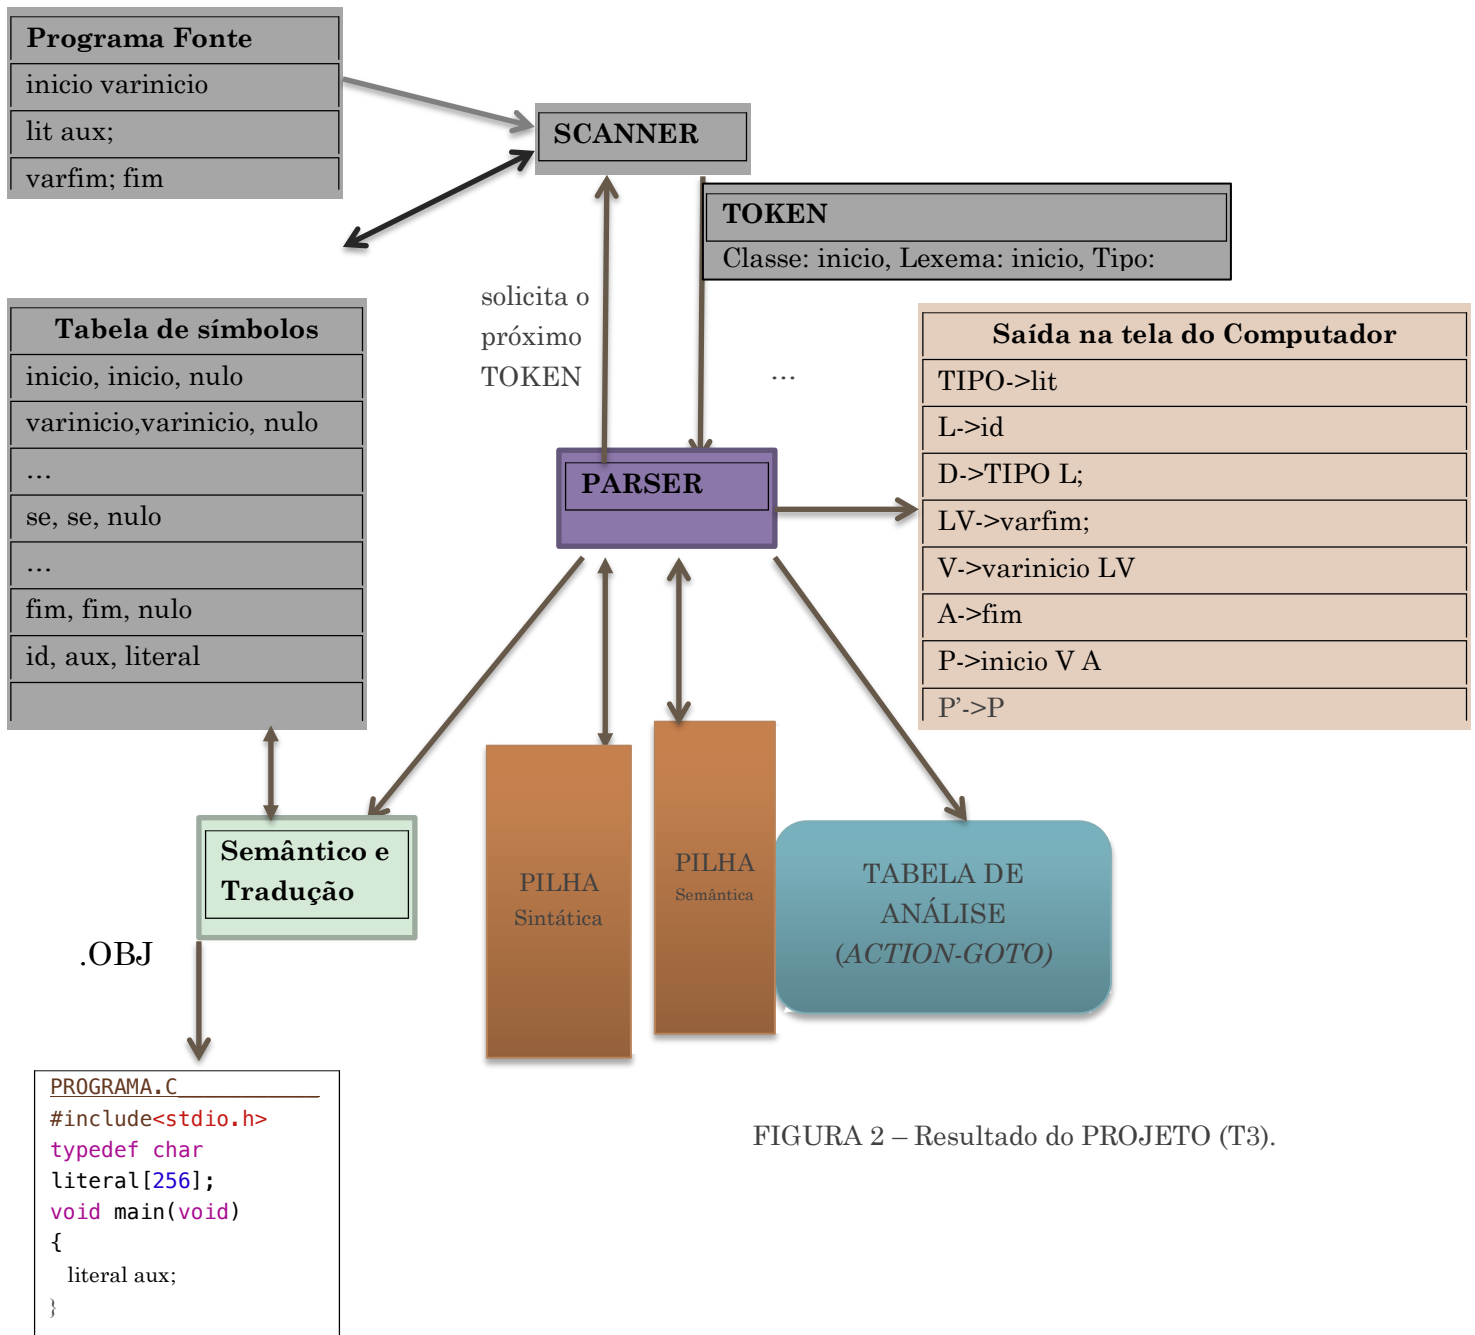 Programa Fonte
inicio varinicio
lit aux;
varfim; fim
SCANNER
TOKEN
Classe: inicio, Lexema: inicio, Tipo:
solicita o
próximo
TOKEN
...
Tabela de símbolos
inicio, inicio, nulo
varinicio,varinicio, nulo
...
se, se, nulo
...
fim, fim, nulo
id, aux, literal
PARSER
Saída na tela do Computador
TIPO->lit
L->id
D->TIPO L;
LV->varfim;
V->varinicio LV
A->fim
P->inicio V A
P’->P
Semântico e
Tradução
PILHA
Sintática
PILHA
Semântica
TABELA DE
ANÁLISE
(ACTION-GOTO)
.OBJ
PROGRAMA.C___________
#include<stdio.h>
typedef char
literal[256];
void main(void)
{
literal aux;
}
FIGURA 2 – Resultado do PROJETO (T3).